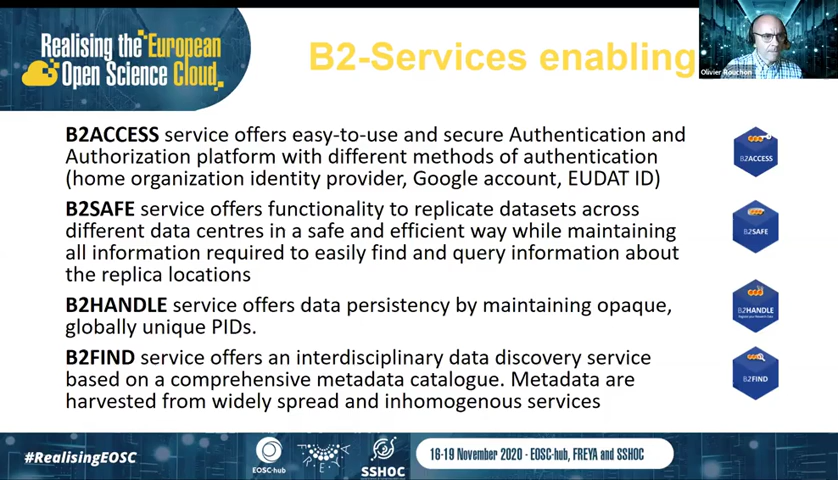 Realising the European
Open Science Cloud
B2-Services enabling
Olivier Rouchon
B2ACCESS service offers easy-to-use and secure Authentication and
Authorization platform with different methods of authentication
(home organization identity provider, Google account, EUDAT ID)
B2ACCESS
B2SAFE service offers functionality to replicate datasets across
different data centres in a safe and efficient way while maintaining
all information required to easily find and query information about
the replica locations
B2SAFE
B2HANDLE service offers data persistency by maintaining opaque,
globally unique PIDs.
B2HANDLE
B2FIND service offers an interdisciplinary data discovery service
based on a comprehensive metadata catalogue. Metadata are
harvested from widely spread and inhomogenous services
B2FIND
#RealisingEOSC
EOSC-hub
FREYA
SSHOC
16-19 November 2020 - EOSC-hub, FREYA and SSHOC